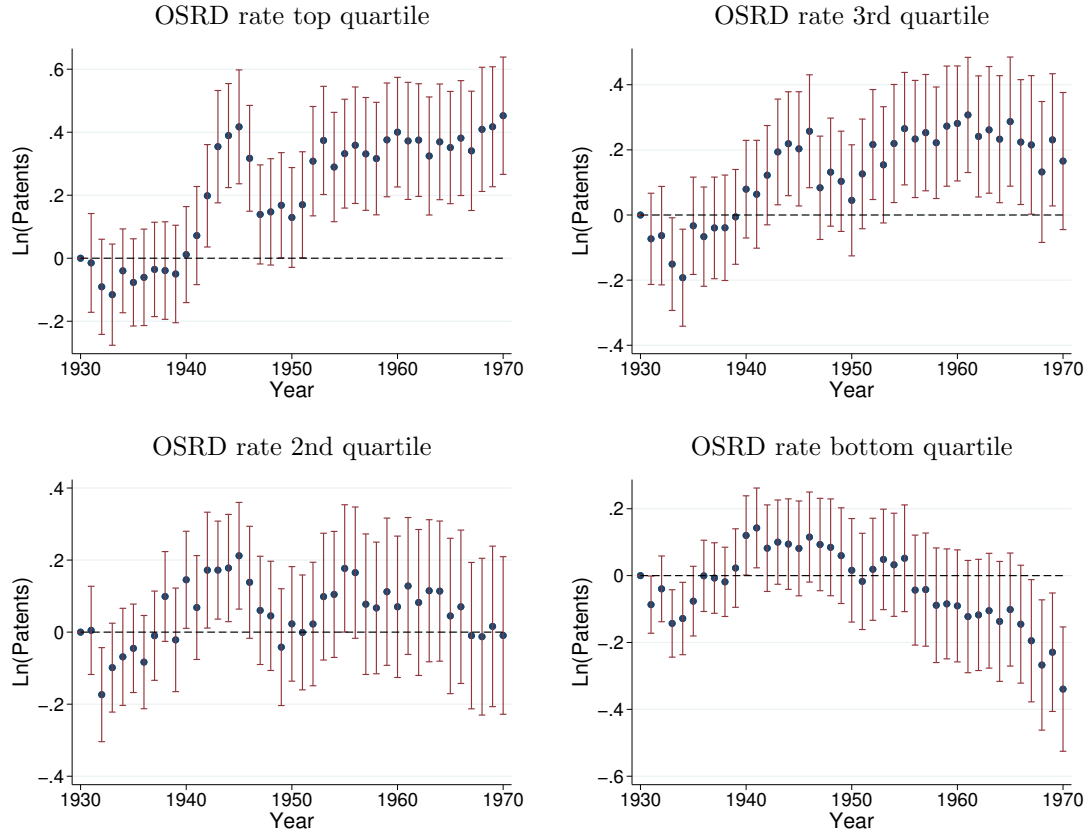 OSRD rate top quartile
Ln(Patents)
.6
.4
.2
0
-.2
1930 1940 1950 1960 1970
Year
OSRD rate 3rd quartile
Ln(Patents)
.4
.2
0
-.2
-.4
1930 1940 1950 1960 1970
Year
OSRD rate 2nd quartile
Ln(Patents)
.4
.2
0
-.2
-.4
1930 1940 1950 1960 1970
Year
OSRD rate bottom quartile
Ln(Patents)
0.2
0
-.2
-.4
-.6
1930 1940 1950 1960 1970
Year